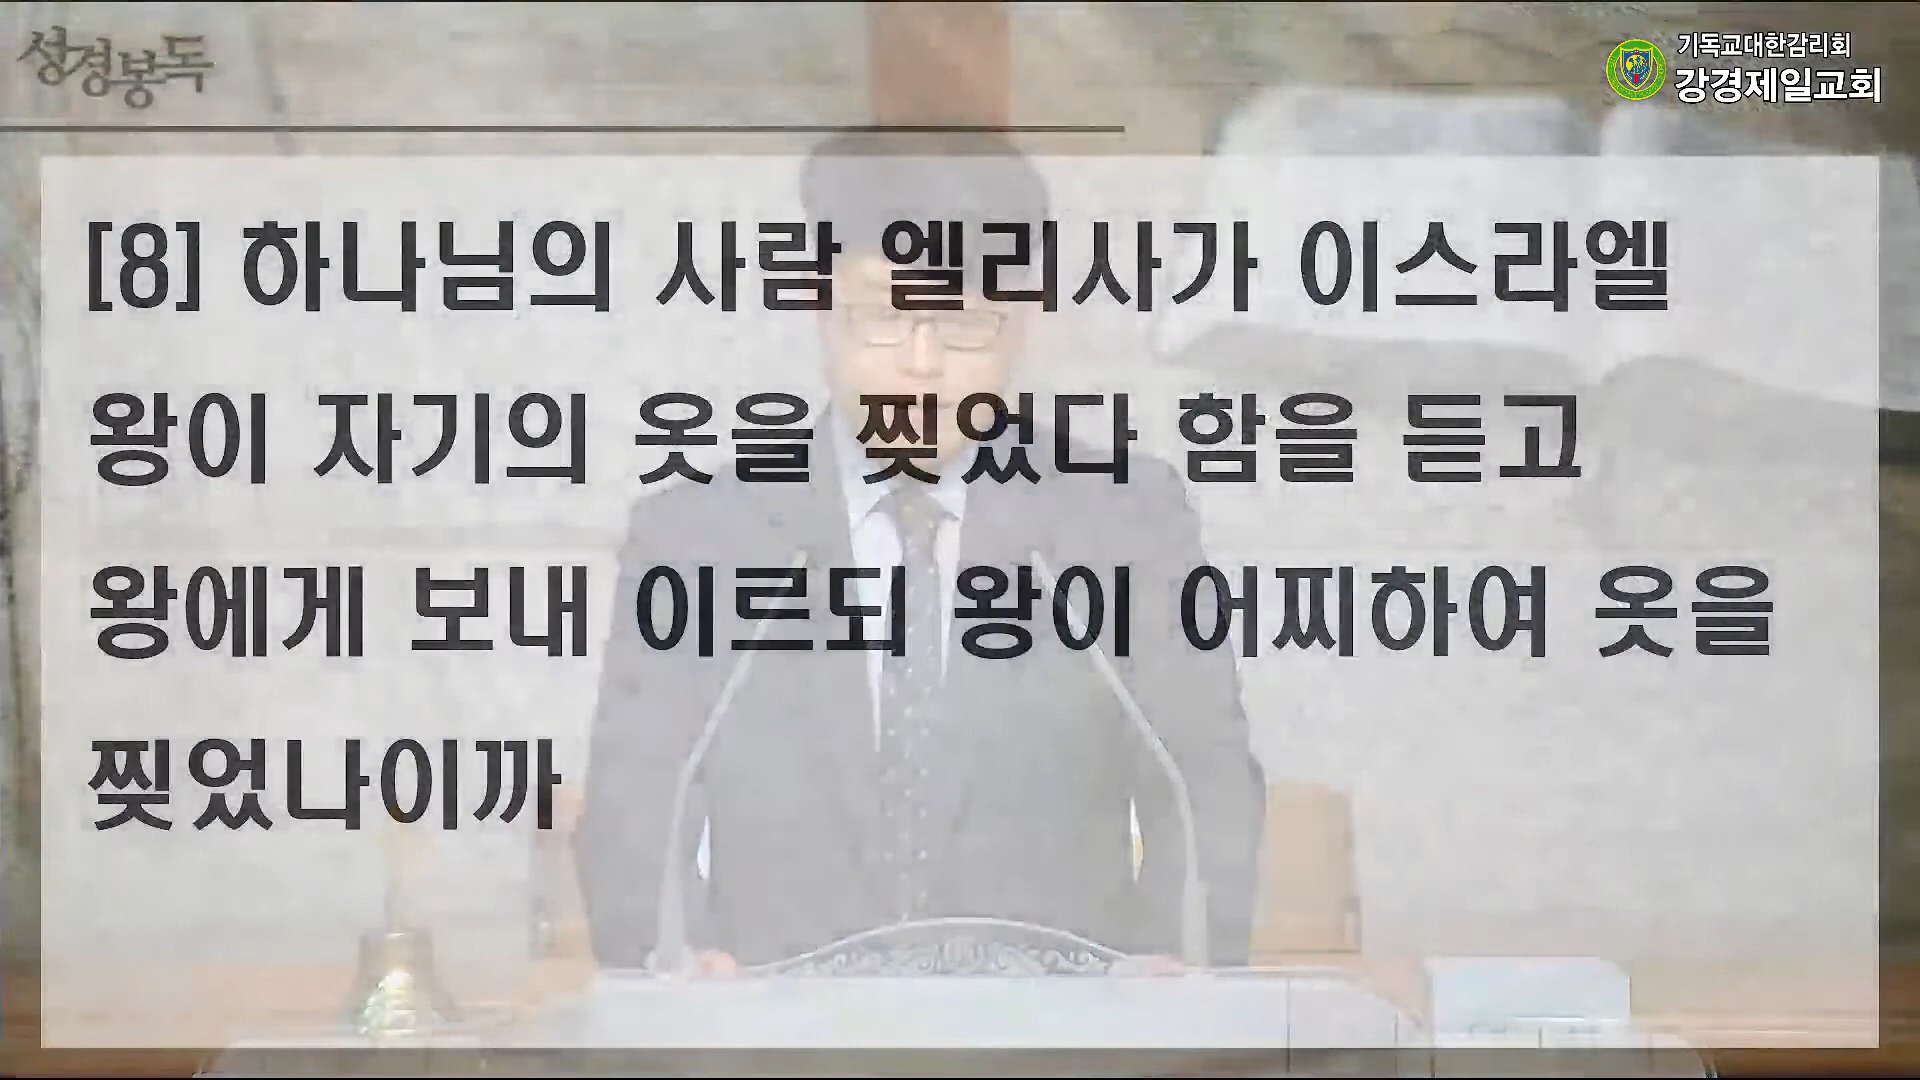 성경봉독
기독교대한감리회
강경제일교회
[8] 하나님의 사람 엘리사가 이스라엘
왕이 자기의 옷을 찢었다 함을 듣고
왕에게 보내 이르되 왕이 어찌하여 옷을
찢었나이까